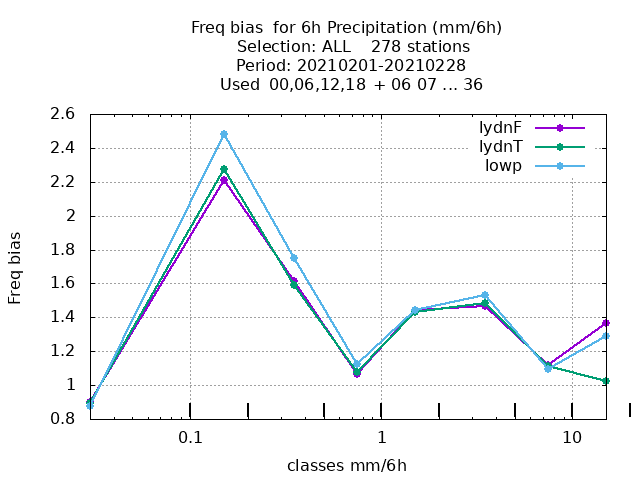 Freq bias  for 6h Precipitation (mm/6h)
Selection: ALL    278 stations
Period: 20210201-20210228
Used  00,06,12,18 + 06 07 ... 36
2.6
2.4
2.2
2
1.8
1.6
1.4
1.2
1
0.8
Freq bias
lydnF
lydnT
lowp
0.1
1
10
classes mm/6h